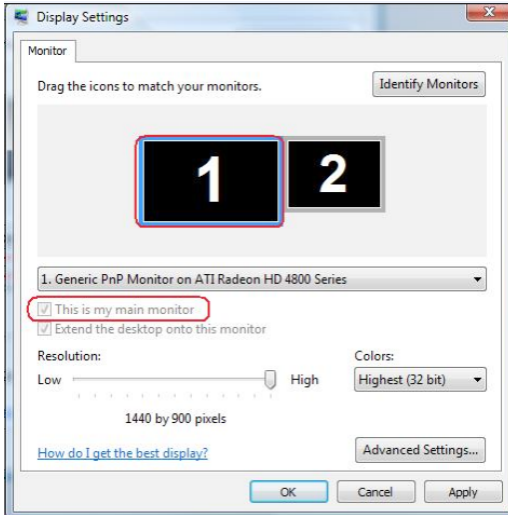 Display Settings
Monitor
Drag the icons to match your monitors.
Identify Monitors
1 2
1. Generic PnP Monitor on ATI Radeon HD 4800 Series
This is my main monitor
Extend the desktop onto this monitor
Resolution:
Colors:
Low High
Highest (32 bit)
1440 by 900 pixels
How do I get the best display?
Advanced Settings...
OK Cancel Apply